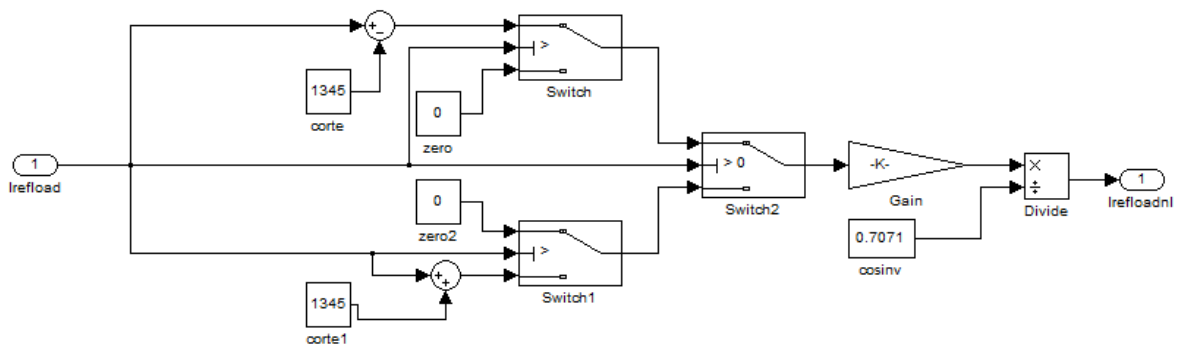 +
−
>
Switch
1345
corte
0
zero
1
Irefload
> 0
Switch2
-K-
Gain
×
÷
Divide
1
Irefloadnl
0.7071
cosinv
0
zero2
>
Switch1
+
+
1345
corte1